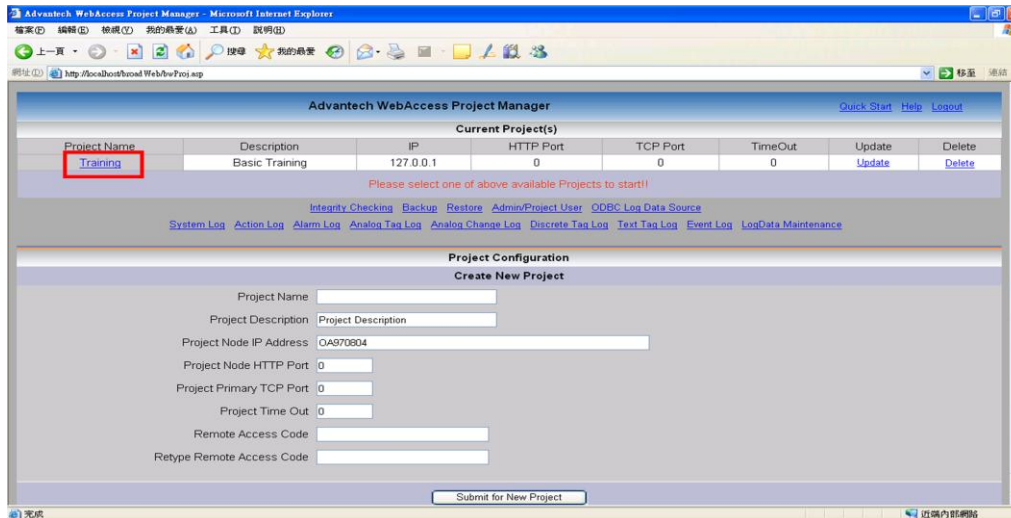 Advantech WebAccess Project Manager - Microsoft Internet Explorer
檔案(F) 編輯(E) 檢視(V) 我的最愛(A) 工具(T) 說明(H)
上一頁 搜尋 我的最愛
網址(D) http://localhost/broadWeb/bwProj.asp 移至 連結
Advantech WebAccess Project Manager Quick Start Help Logout
Current Project(s)
Project Name Description IP HTTP Port TCP Port TimeOut Update Delete
Training Basic Training 127.0.0.1 0 0 0 Update Delete
Please select one of above available Projects to start!!
Integrity Checking Backup Restore Admin/Project User ODBC Log Data Source
System Log Action Log Alarm Log Analog Tag Log Analog Change Log Discrete Tag Log Text Tag Log Event Log LogData Maintenance
Project Configuration
Create New Project
Project Name
Project Description Project Description
Project Node IP Address OA970804
Project Node HTTP Port 0
Project Primary TCP Port 0
Project Time Out 0
Remote Access Code
Retype Remote Access Code
Submit for New Project
完成 近端內部網路